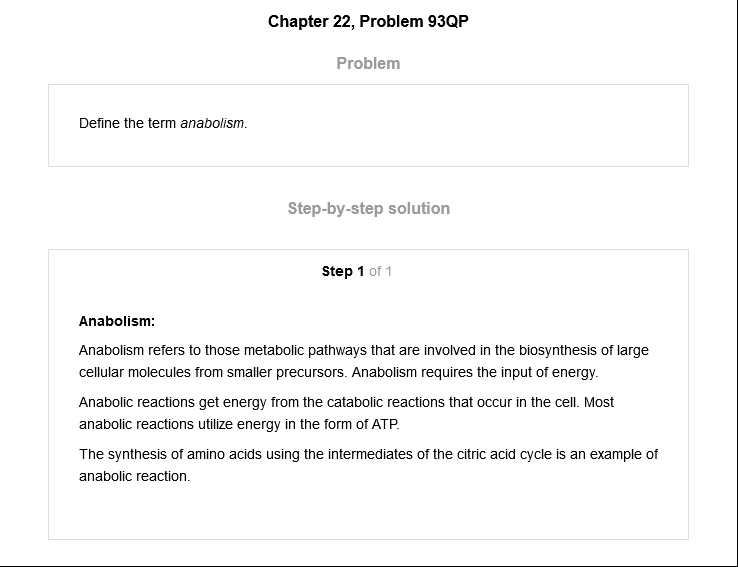 Chapter 22, Problem 93QP
Problem
Define the term anabolism.
Step-by-step solution
Step 1 of 1
Anabolism:
Anabolism refers to those metabolic pathways that are involved in the biosynthesis of large
cellular molecules from smaller precursors. Anabolism requires the input of energy.
Anabolic reactions get energy from the catabolic reactions that occur in the cell. Most
anabolic reactions utilize energy in the form of ATP.
The synthesis of amino acids using the intermediates of the citric acid cycle is an example of
anabolic reaction.